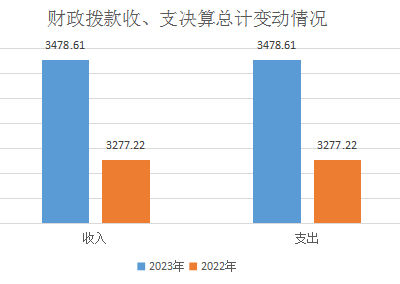 财政拨款收、支决算总计变动情况
3478.61
3478.61
3277.22
3277.22
收入
支出
2023年
2022年